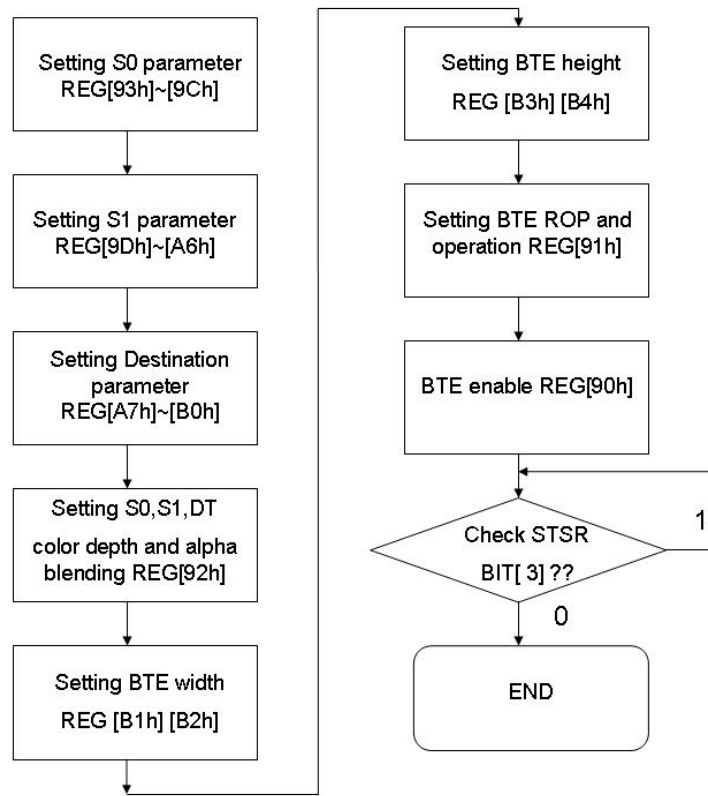 Setting S0 parameter
REG[93h]~[9Ch]
Setting S1 parameter
REG[9Dh]~[A6h]
Setting Destination
parameter
REG[A7h]~[B0h]
Setting S0,S1,DT
color depth and alpha
blending REG[92h]
Setting BTE width
REG [B1h] [B2h]
Setting BTE height
REG [B3h] [B4h]
Setting BTE ROP and
operation REG[91h]
BTE enable REG[90h]
Check STSR
BIT[ 3] ??
1
0
END